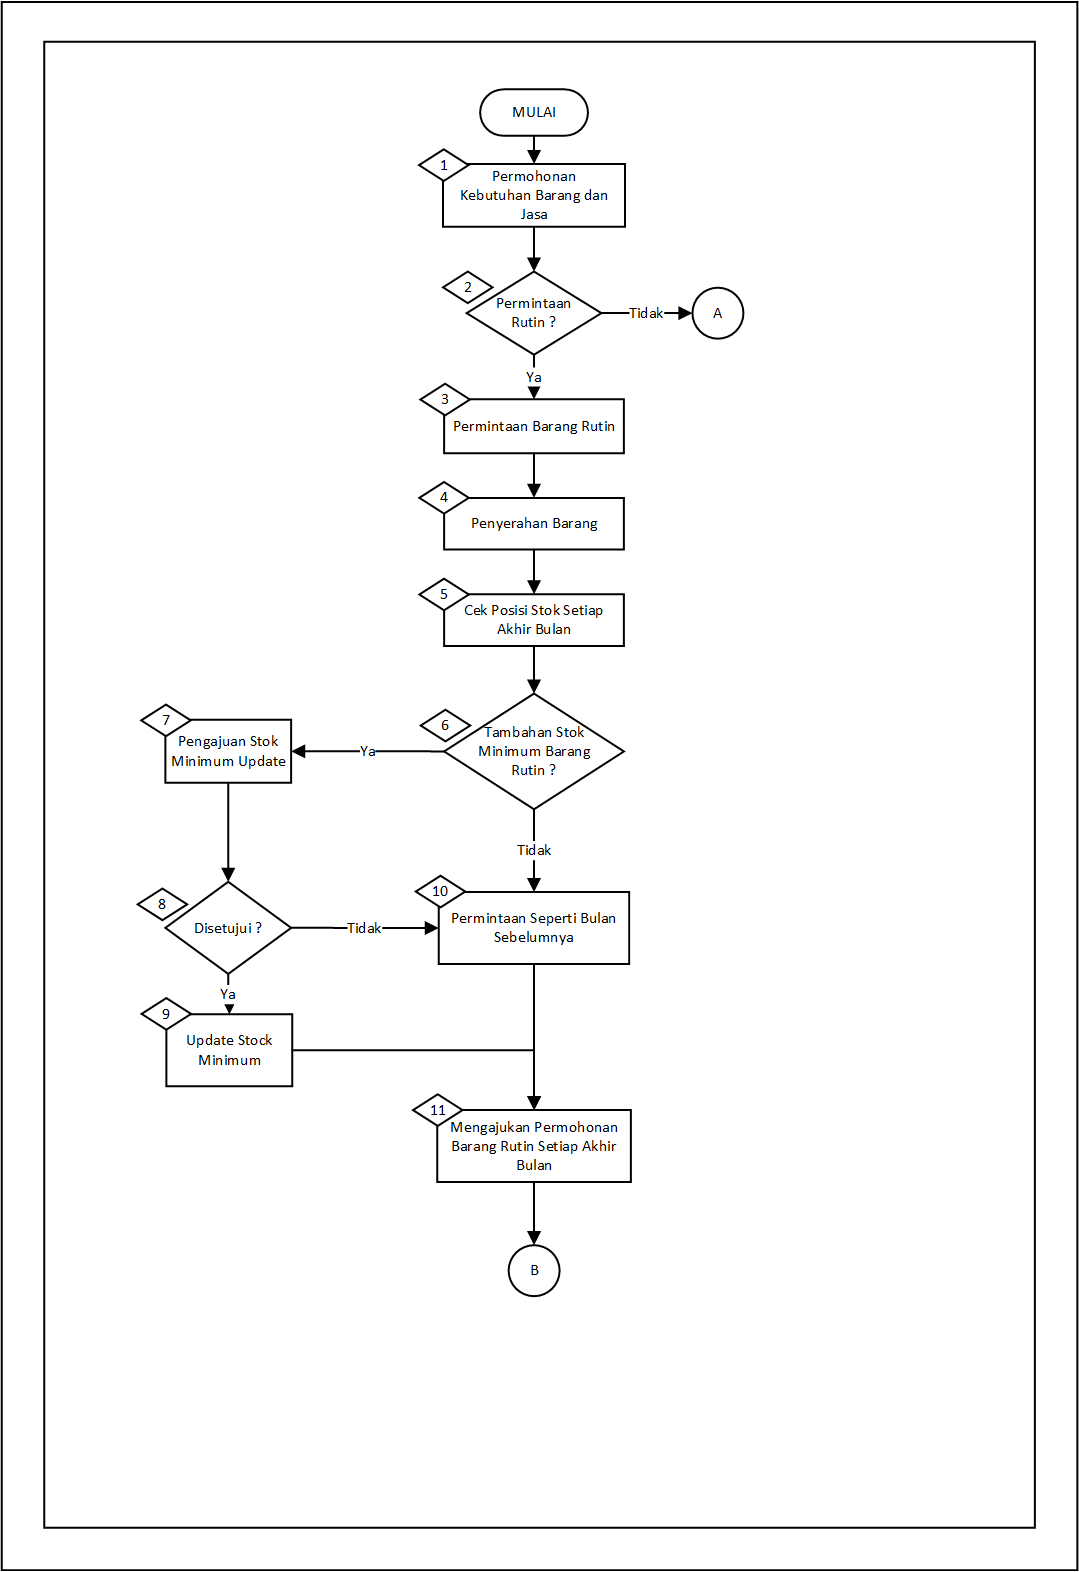 MULAI
1
Permohonan
Kebutuhan Barang dan
Jasa
2
Permintaan
Rutin ?
Tidak
A
Ya
3
Permintaan Barang Rutin
4
Penyerahan Barang
5
Cek Posisi Stok Setiap
Akhir Bulan
6
Tambahan Stok
Minimum Barang
Rutin ?
Ya
7
Pengajuan Stok
Minimum Update
Tidak
8
Disetujui ?
Tidak
10
Permintaan Seperti Bulan
Sebelumnya
Ya
9
Update Stock
Minimum
11
Mengajukan Permohonan
Barang Rutin Setiap Akhir
Bulan
B